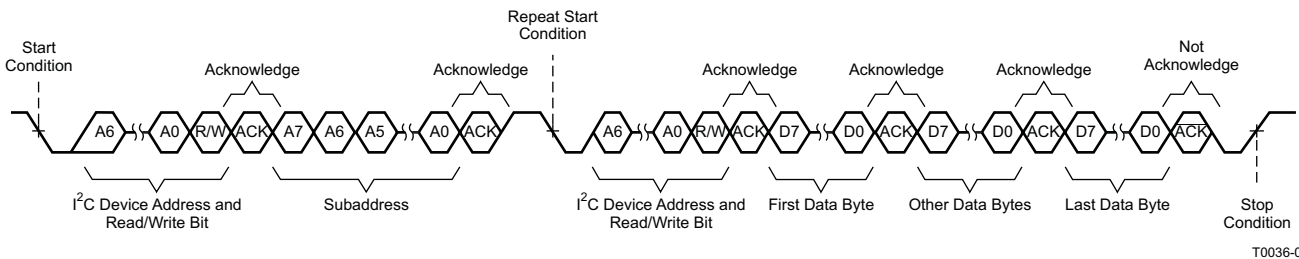 Repeat Start
Condition
Start
Condition
Not
Acknowledge
Acknowledge
Acknowledge
Acknowledge
Acknowledge
Acknowledge
A6 A0 R/W ACK A7 A6 A5 A0 ACK A6 A0 R/W ACK D7 D0 ACK D7 D0 ACK D7 D0 ACK
I²C Device Address and
Read/Write Bit
Subaddress
I²C Device Address and
Read/Write Bit
First Data Byte
Other Data Bytes
Last Data Byte
Stop
Condition